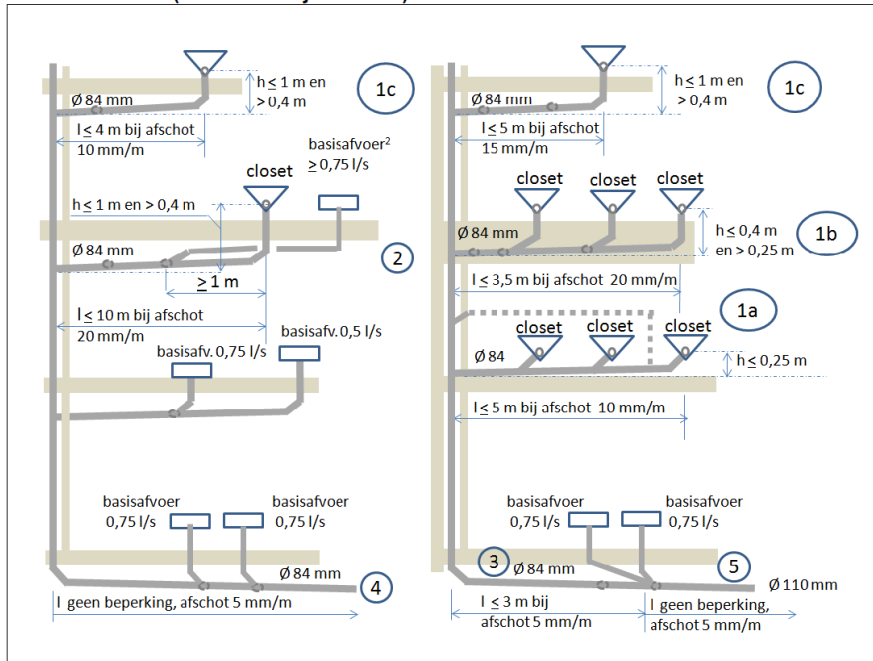 h ≤ 1 m en
> 0,4 m
1c
Ø 84 mm
l ≤ 4 m bij afschot
10 mm/m
basisafvoer²
≥ 0,75 l/s
closet
h ≤ 1 m en > 0,4 m
Ø 84 mm
2
≥ 1 m
l ≤ 10 m bij afschot
20 mm/m
basisafv. 0,5 l/s
basisafv. 0,75 l/s
basisafvoer
0,75 l/s
basisafvoer
0,75 l/s
Ø 84 mm
4
l geen beperking, afschot 5 mm/m
h ≤ 1 m en
> 0,4 m
1c
Ø 84 mm
l ≤ 5 m bij afschot
15 mm/m
closet
closet
closet
Ø 84 mm
h ≤ 0,4 m
en > 0,25 m
1b
l ≤ 3,5 m bij afschot 20 mm/m
1a
closet
closet
closet
Ø 84
h ≤ 0,25 m
l ≤ 5 m bij afschot 10 mm/m
basisafvoer
0,75 l/s
basisafvoer
0,75 l/s
3
Ø 84 mm
5
Ø 110 mm
l ≤ 3 m bij
afschot 5 mm/m
l geen beperking,
afschot 5 mm/m